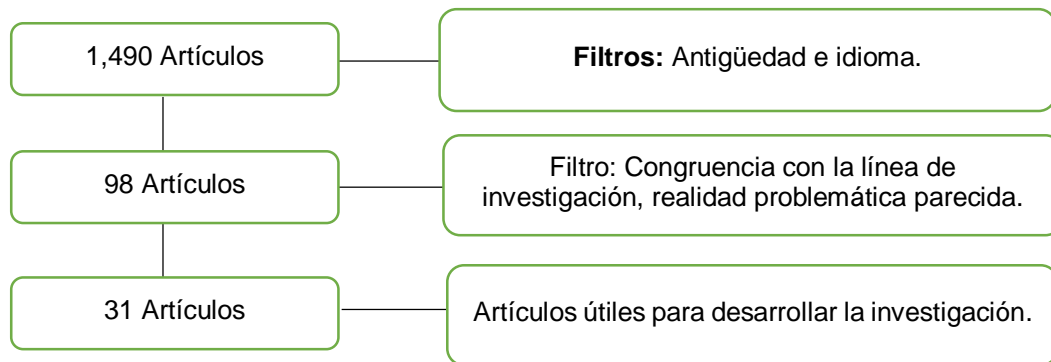 1,490 Artículos
Filtros: Antigüedad e idioma.
98 Artículos
Filtro: Congruencia con la línea de
investigación, realidad problemática parecida.
31 Artículos
Artículos útiles para desarrollar la investigación.